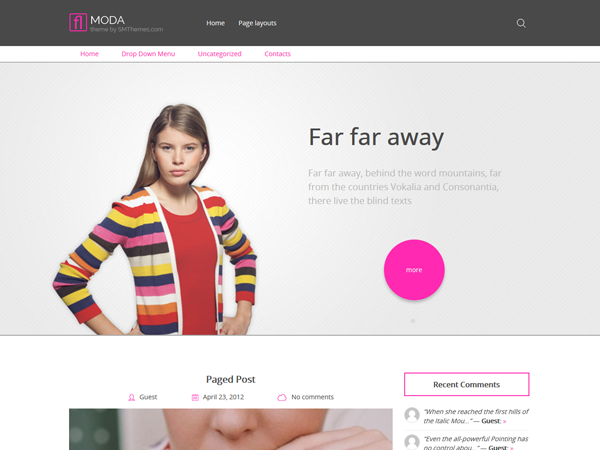 fl MODA
theme by SMThemes.com
Home Page layouts
Home Drop Down Menu Uncategorized Contacts
Far far away
Far far away, behind the word mountains, far
from the countries Vokalia and Consonantia,
there live the blind texts
more
Paged Post
Guest April 23, 2012 No comments
Recent Comments
“When she reached the first hills of
the Italic Mou...” — Guest: »
“Even the all-powerful Pointing has
no control abou...” — Guest: »